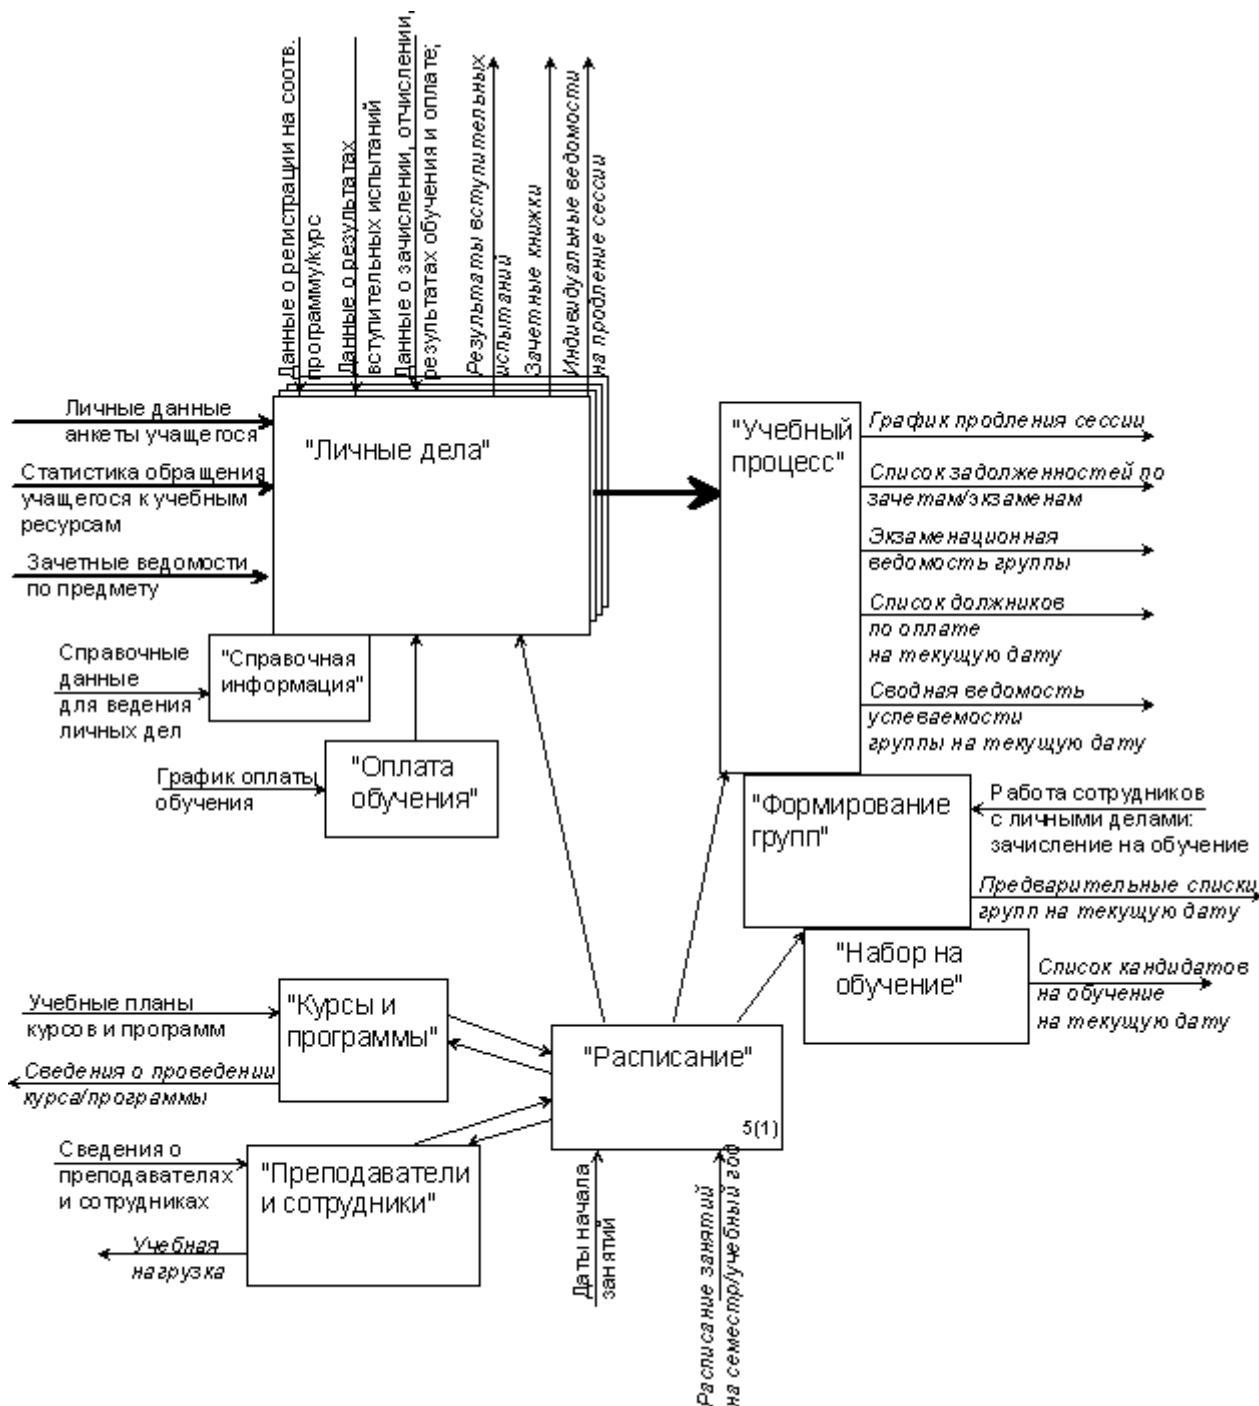 Данные о регистрации на соотв.
программу/курс
Данные о результатах
вступительных испытаний
Данные о зачислении, отчислении,
результатах обучения и оплате;
Результаты вступительных
испытаний
Зачетные книжки
Индивидуальные ведомости
на продление сессии
Личные данные
анкеты учащегося
Статистика обращения
учащегося к учебным
ресурсам
Зачетные ведомости
по предмету
"Личные дела"
"Учебный
процесс"
График продления сессии
Список задолженностей по
зачетам/экзаменам
Экзаменационная
ведомость группы
Список должников
по оплате
на текущую дату
Сводная ведомость
успеваемости
группы на текущую дату
Справочные
данные
для ведения
личных дел
"Справочная
информация"
График оплаты
обучения
"Оплата
обучения"
"Формирование
групп"
Работа сотрудников
с личными делами:
зачисление на обучение
Предварительные списки
групп на текущую дату
"Набор на
обучение"
Список кандидатов
на обучение
на текущую дату
Учебные планы
курсов и программ
Сведения о проведении
курса/программы
"Курсы и
программы"
"Расписание"
5(1)
Сведения о
преподавателях
и сотрудниках
Учебная
нагрузка
"Преподаватели
и сотрудники"
Даты начала
занятий
Расписание занятий
на семестр/учебный год